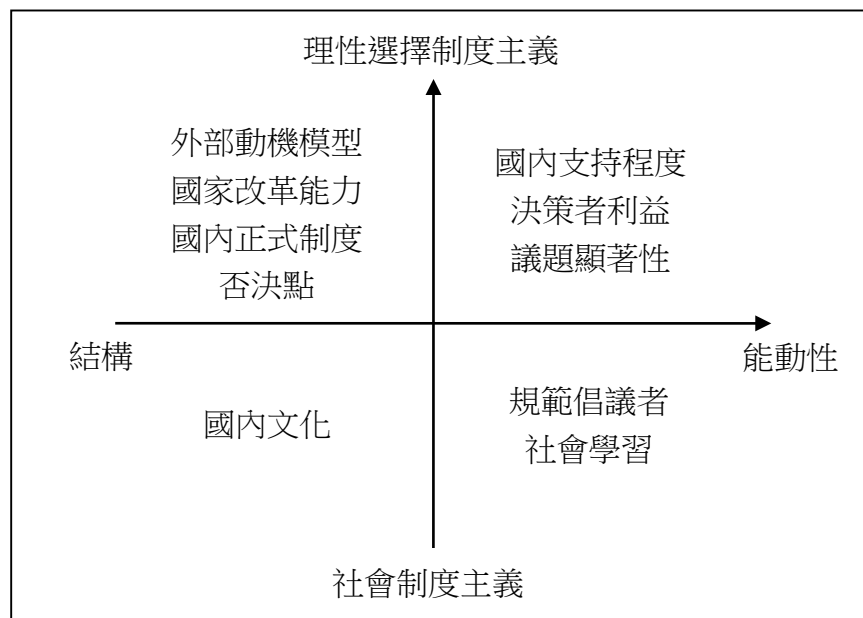 理性選擇制度主義
外部動機模型
國家改革能力
國內正式制度
否決點
國內支持程度
決策者利益
議題顯著性
結構
能動性
國內文化
規範倡議者
社會學習
社會制度主義